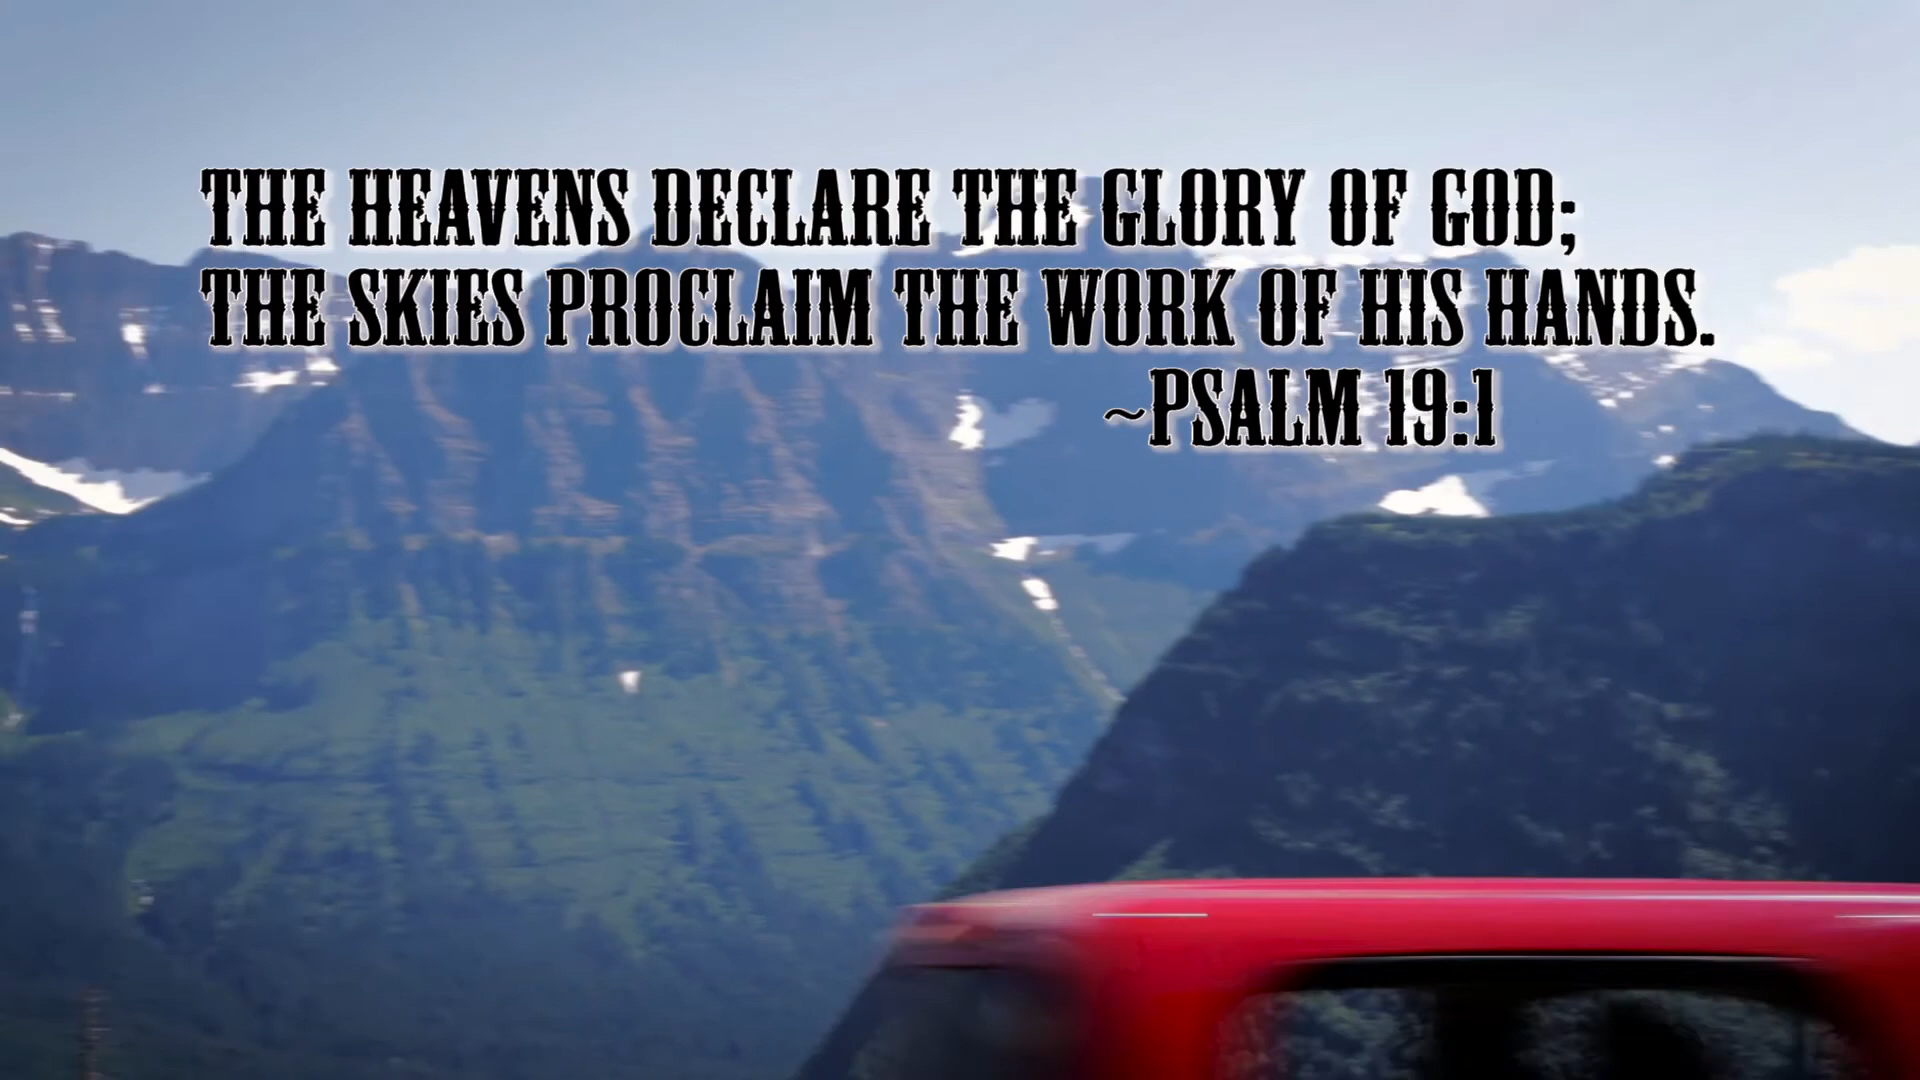 THE HEAVENS DECLARE THE GLORY OF GOD;
THE SKIES PROCLAIM THE WORK OF HIS HANDS.
~PSALM 19:1